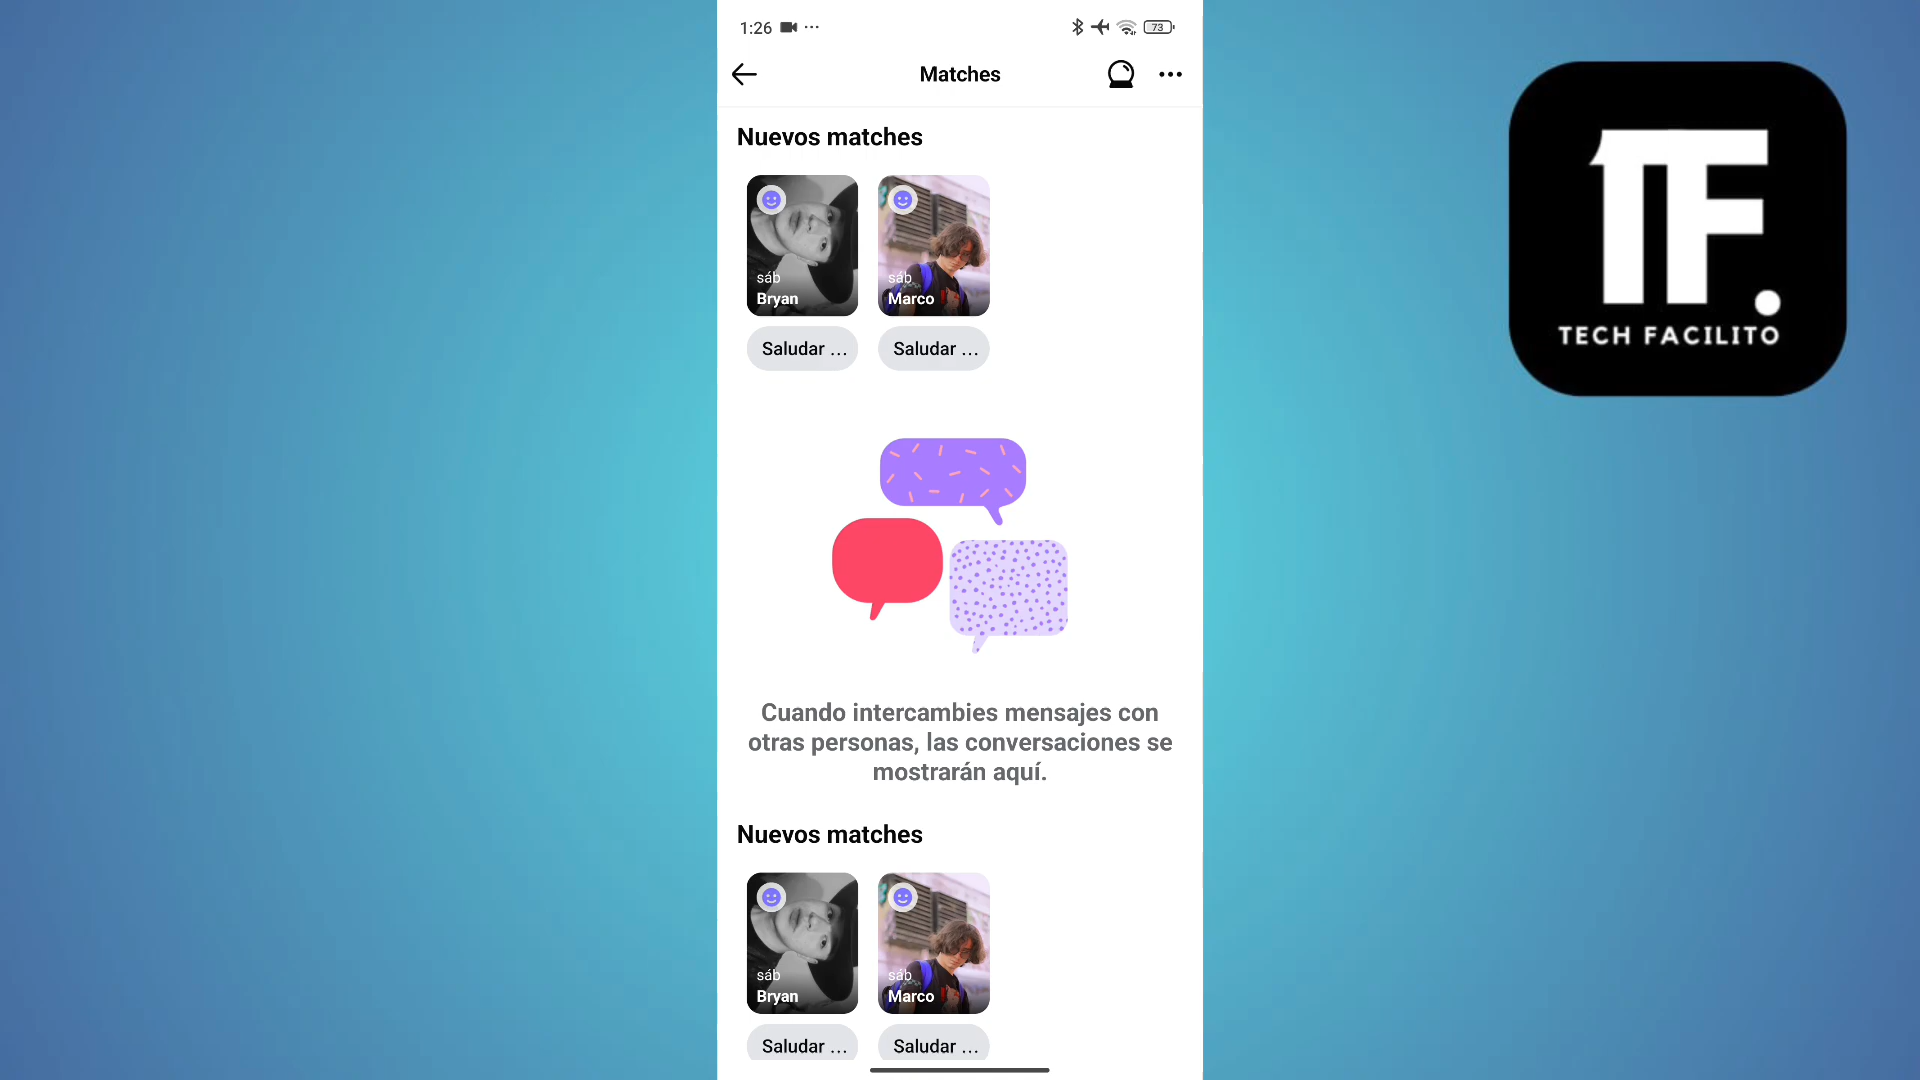 1:26
73
Matches
Nuevos matches
sáb
Bryan
sáb
Marco
Saludar ...
Saludar ...
Cuando intercambies mensajes con
otras personas, las conversaciones se
mostrarán aquí.
Nuevos matches
sáb
Bryan
sáb
Marco
Saludar ...
Saludar ...
TF.
TECH FACILITO